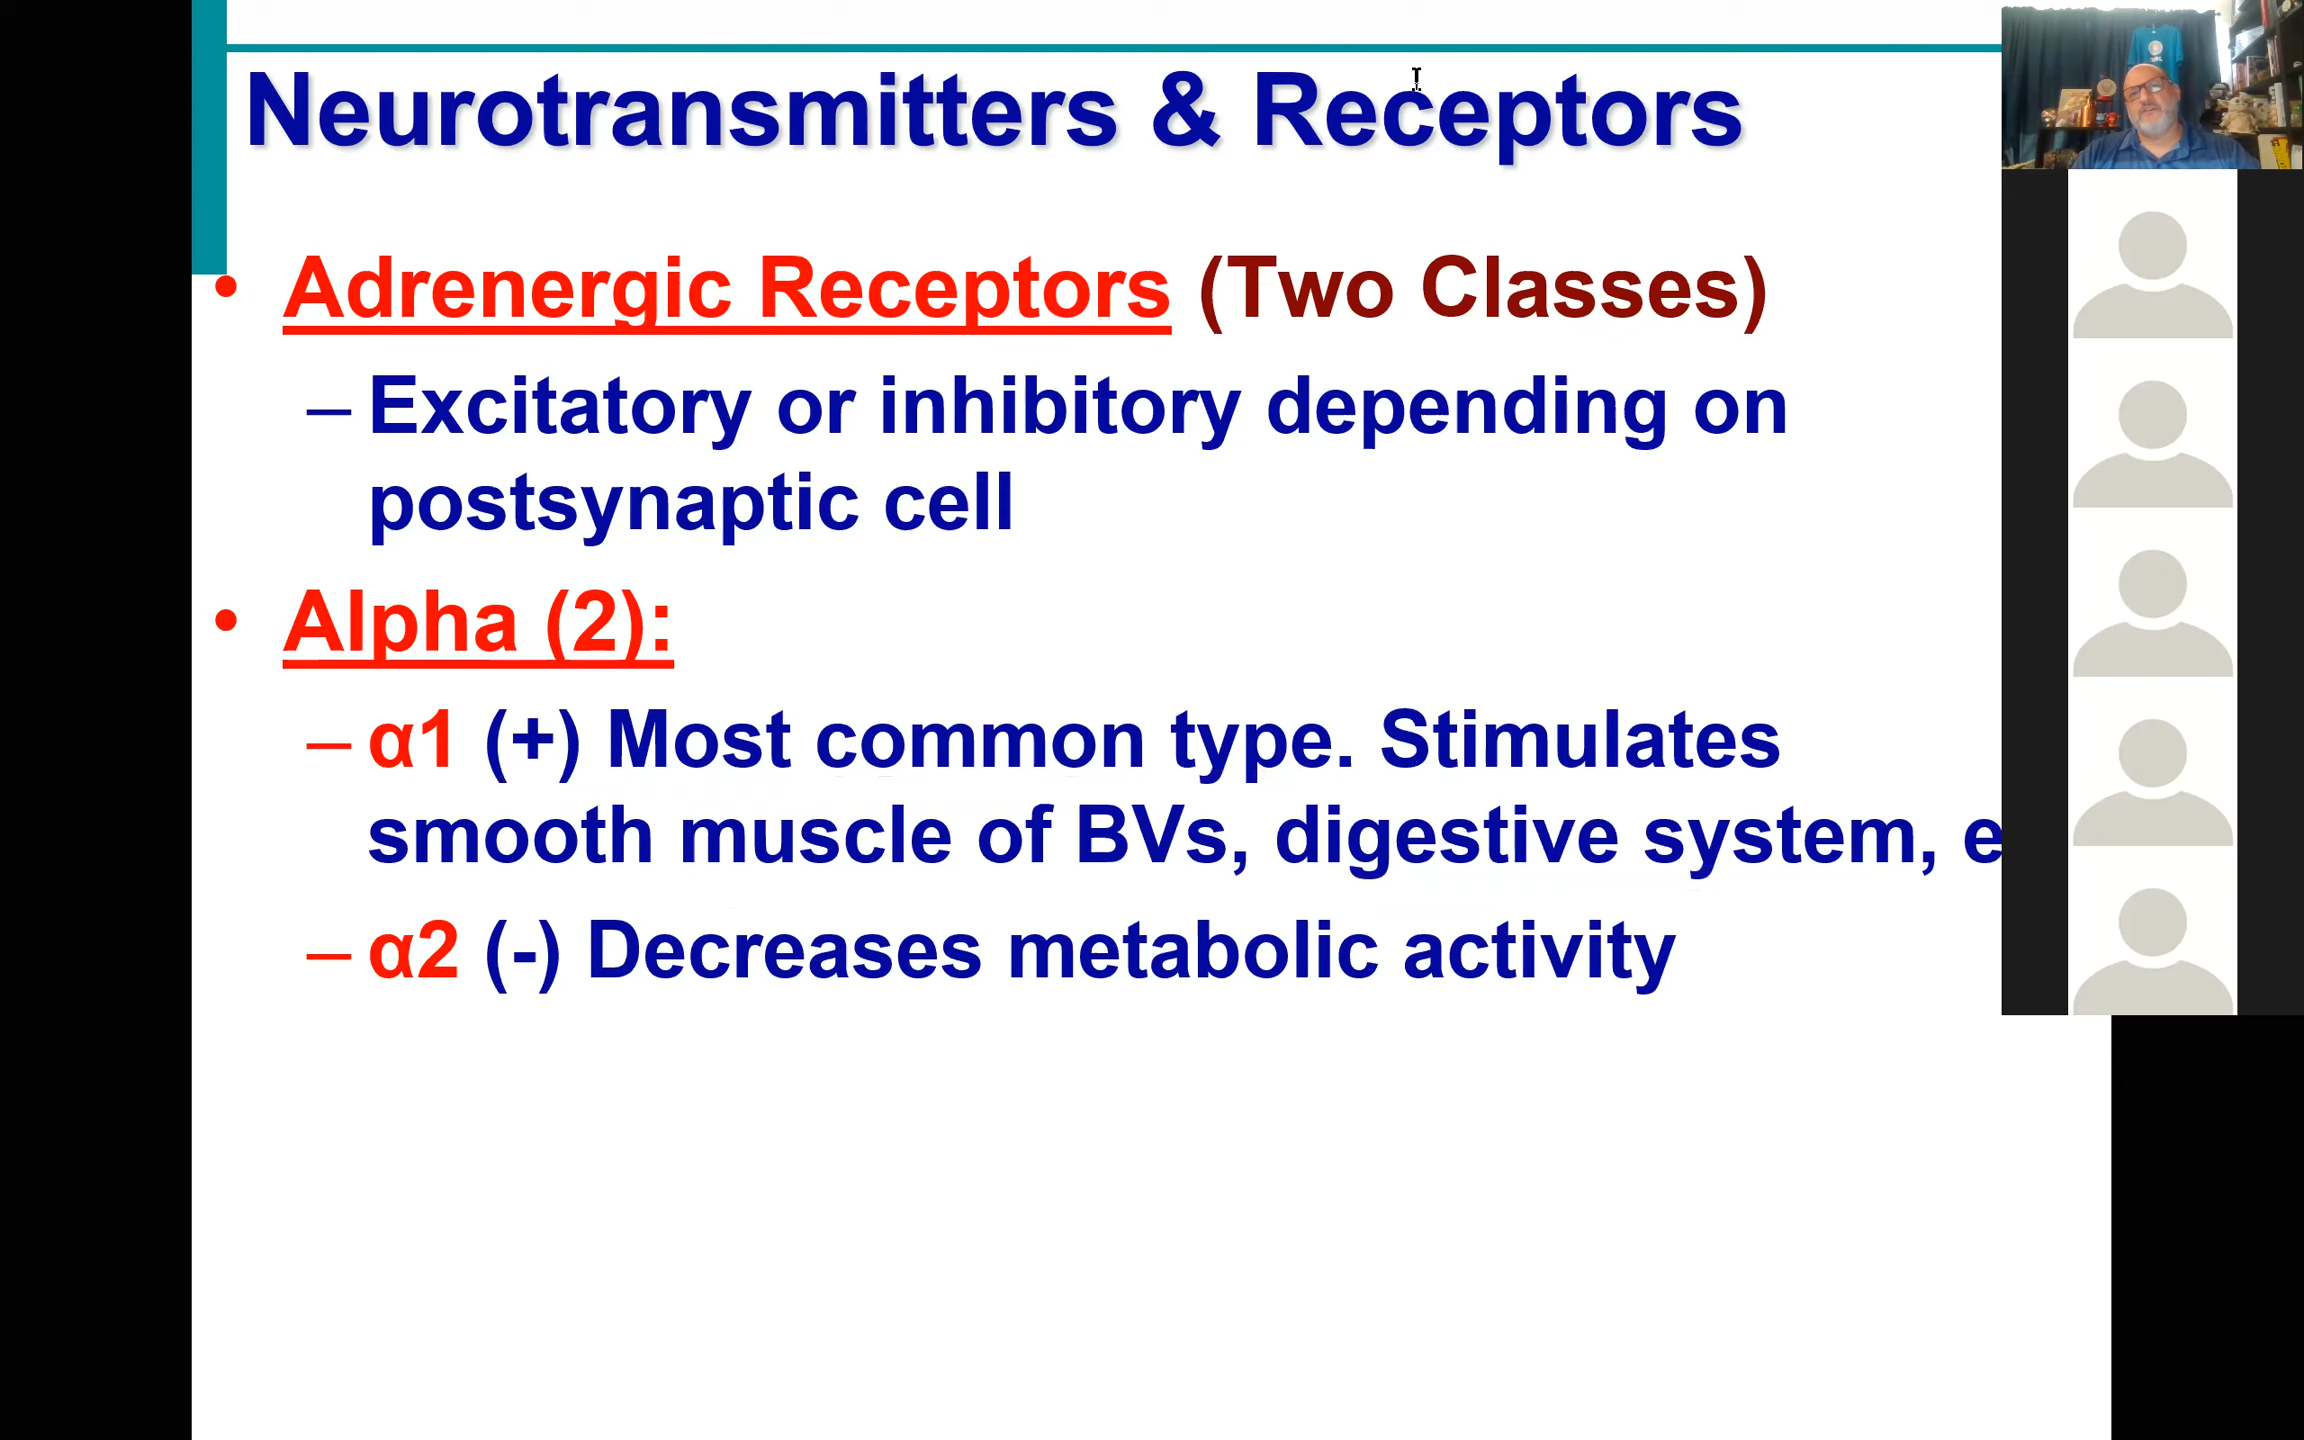 Neurotransmitters & Receptors
• Adrenergic Receptors (Two Classes)
– Excitatory or inhibitory depending on
postsynaptic cell
• Alpha (2):
– α1 (+) Most common type. Stimulates
smooth muscle of BVs, digestive system, e
– α2 (-) Decreases metabolic activity